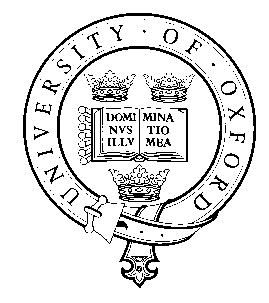 UNIVERSITY · OF · OXFORD
DOMI MINA
NVS TIO
ILLV MEA